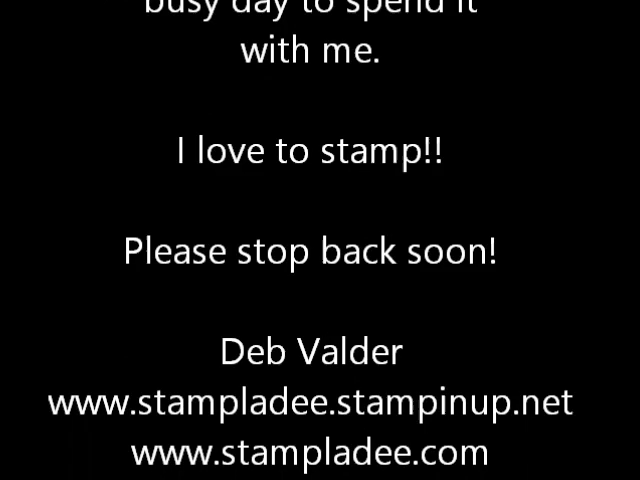 busy day to spend it
with me.
I love to stamp!!
Please stop back soon!
Deb Valder
www.stampladee.stampinup.net
www.stampladee.com